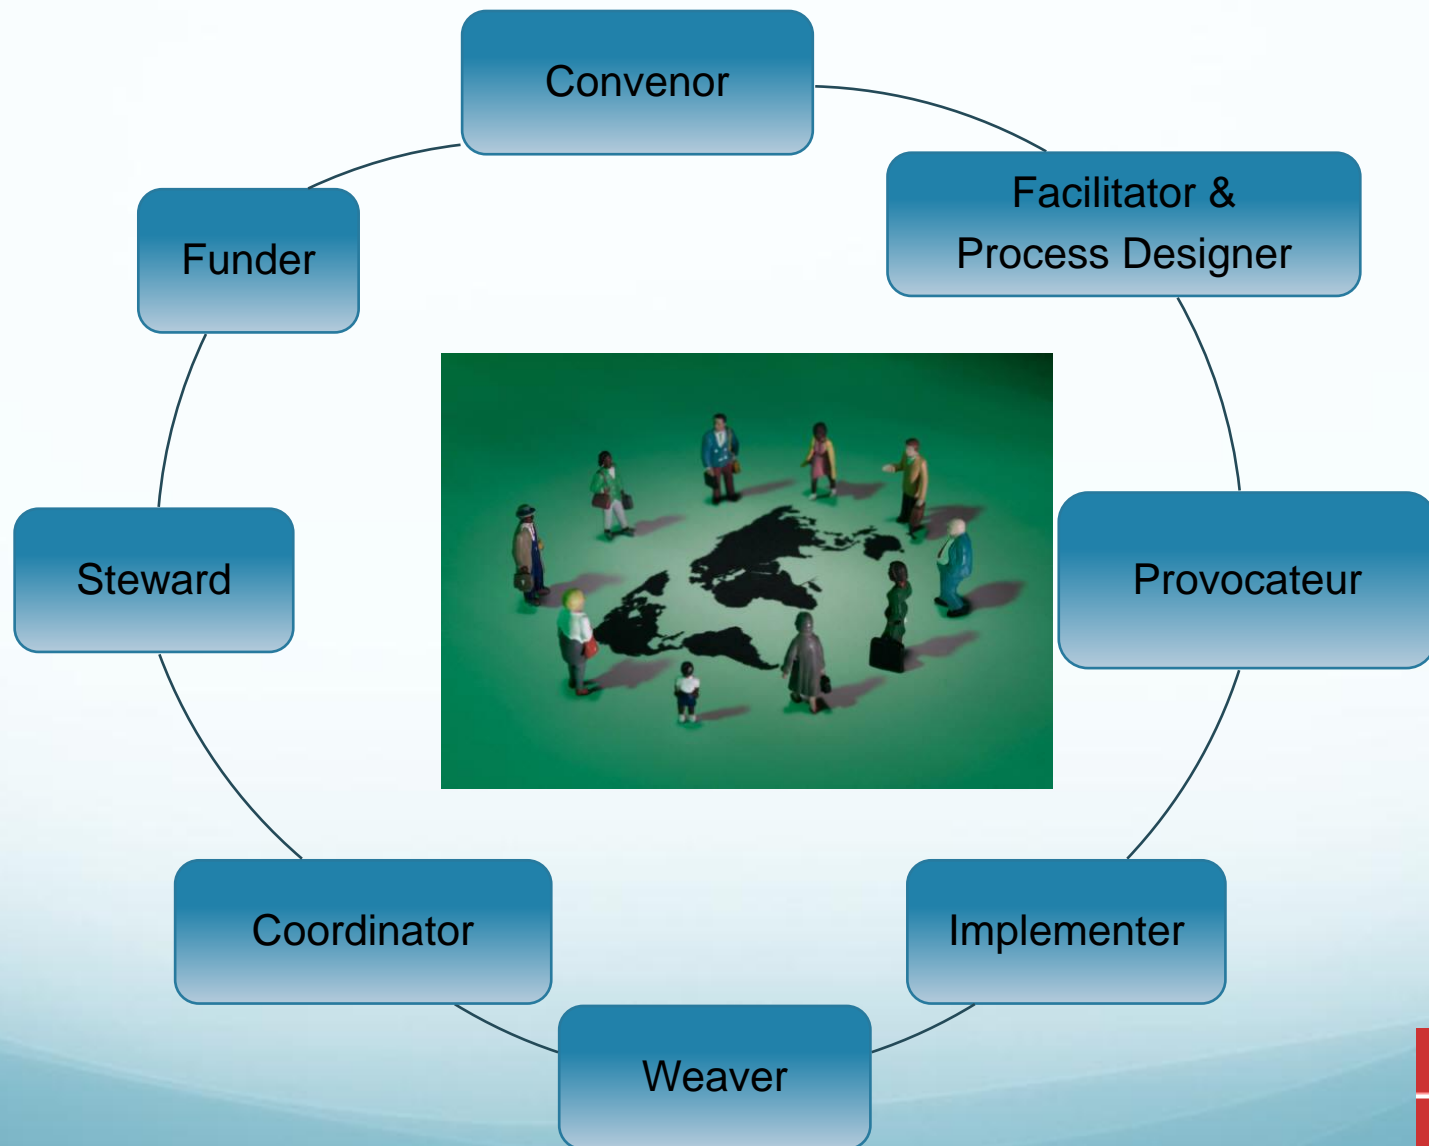 Convenor
Facilitator &
Process Designer
Funder
Steward
Provocateur
Coordinator
Implementer
Weaver